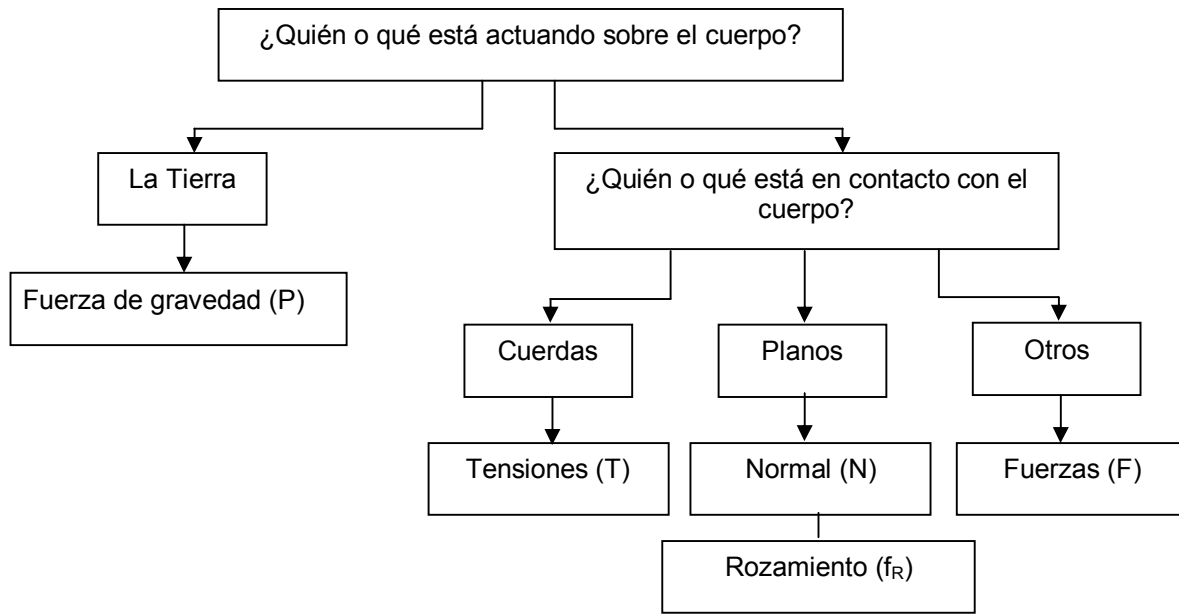 ¿Quién o qué está actuando sobre el cuerpo?
La Tierra
¿Quién o qué está en contacto con el
cuerpo?
Fuerza de gravedad (P)
Cuerdas
Planos
Otros
Tensiones (T)
Normal (N)
Fuerzas (F)
Rozamiento (fR)